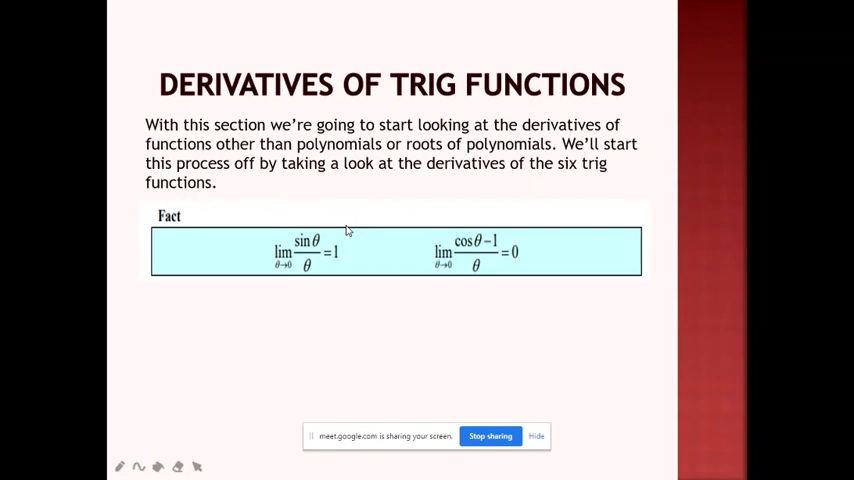 DERIVATIVES OF TRIG FUNCTIONS
With this section we're going to start looking at the derivatives of
functions other than polynomials or roots of polynomials. We'll start
this process off by taking a look at the derivatives of the six trig
functions.
Fact
lim θ→0 sin θ / θ = 1    lim θ→0 cos θ − 1 / θ = 0
meet.google.com is sharing your screen. Stop sharing Hide